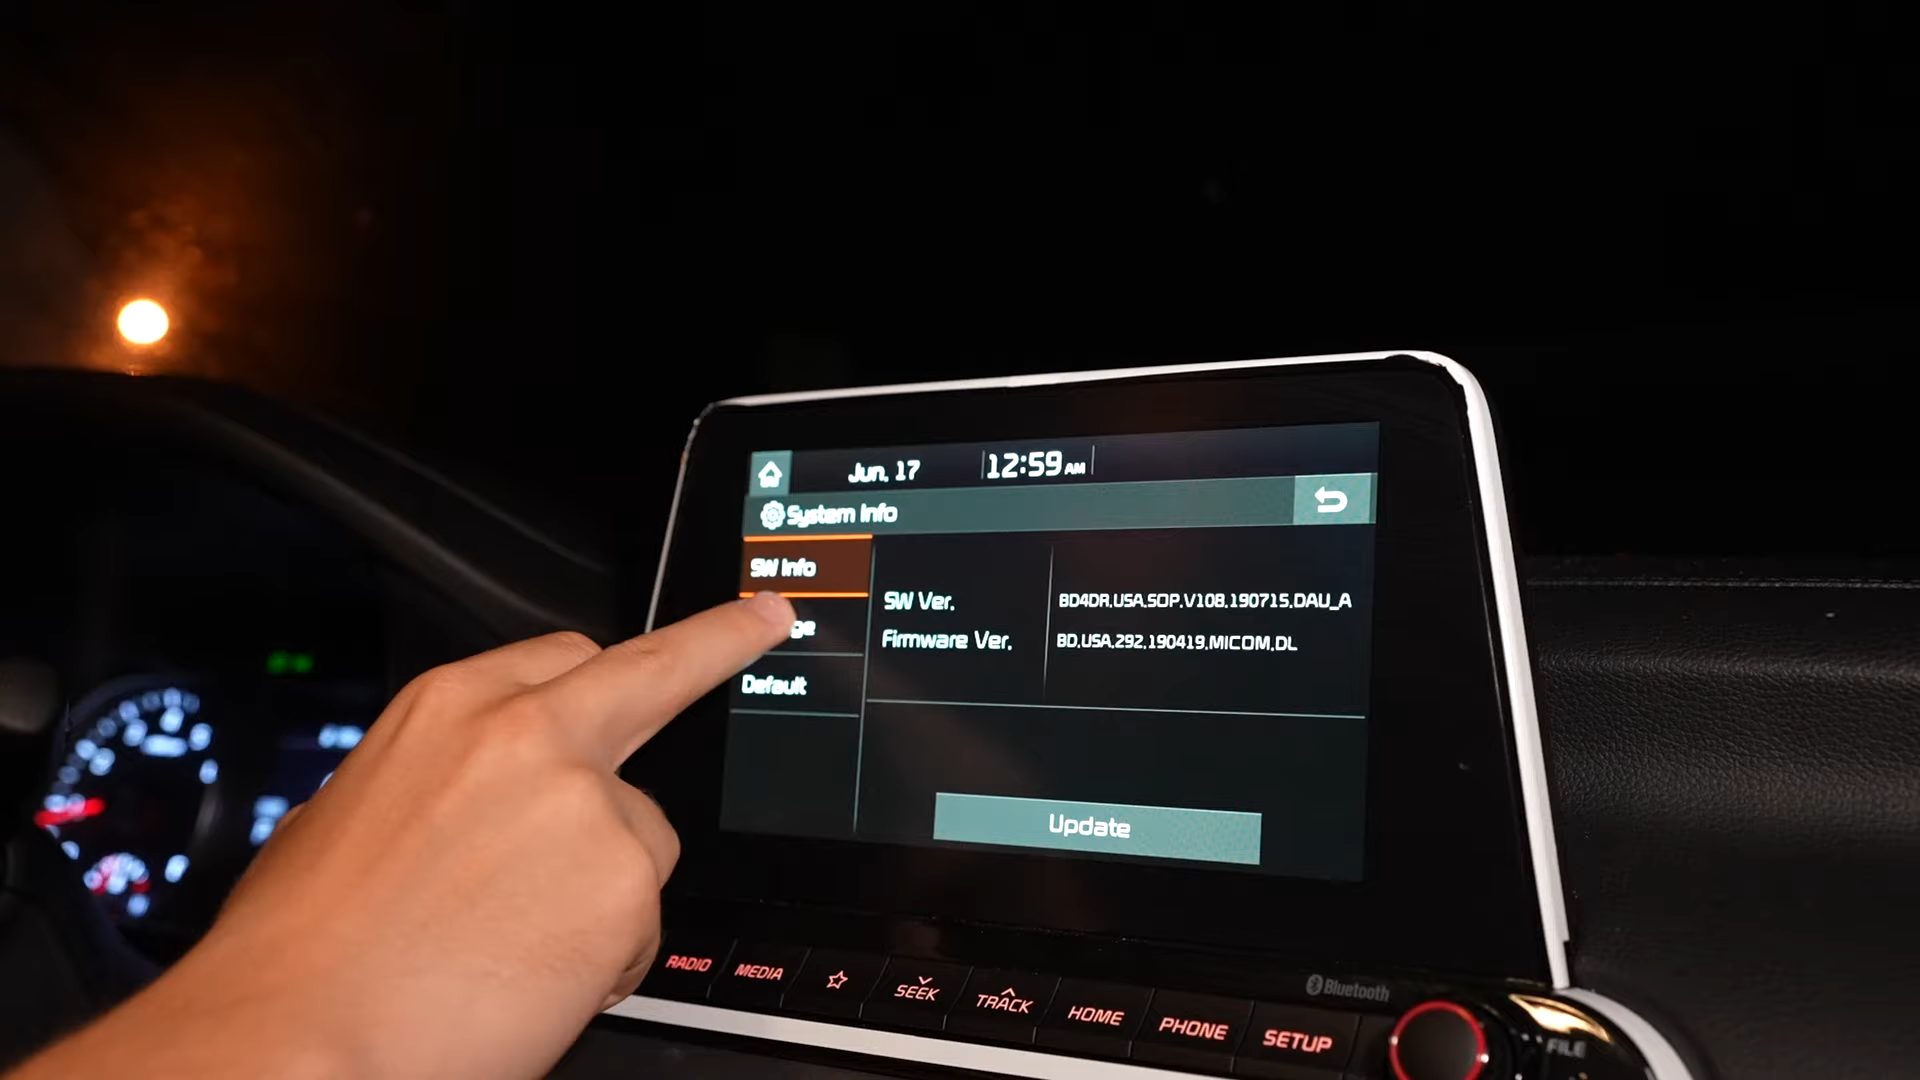 Jun. 17 12:59 AM
System Info
SW Info
SW Ver. BD4DR.USA.SOP.V108.190715.DAU_A
Firmware Ver. BD.USA.292.190419.MICOM.DL
Default
Update
RADIO MEDIA SEEK TRACK HOME PHONE SETUP
Bluetooth
FILE